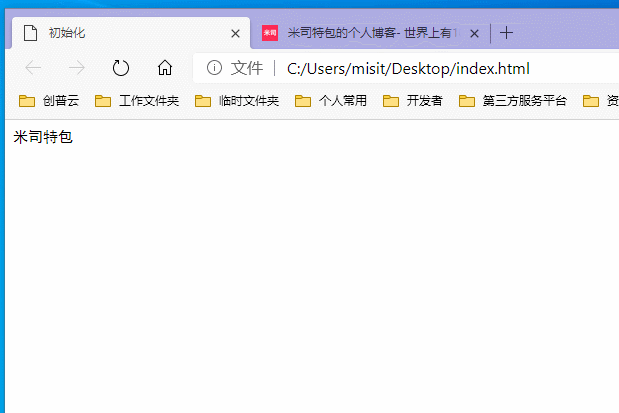 初始化 米司 米司特包的个人博客- 世界上有1
文件 C:/Users/misit/Desktop/index.html
创普云 工作文件夹 临时文件夹 个人常用 开发者 第三方服务平台 资
米司特包